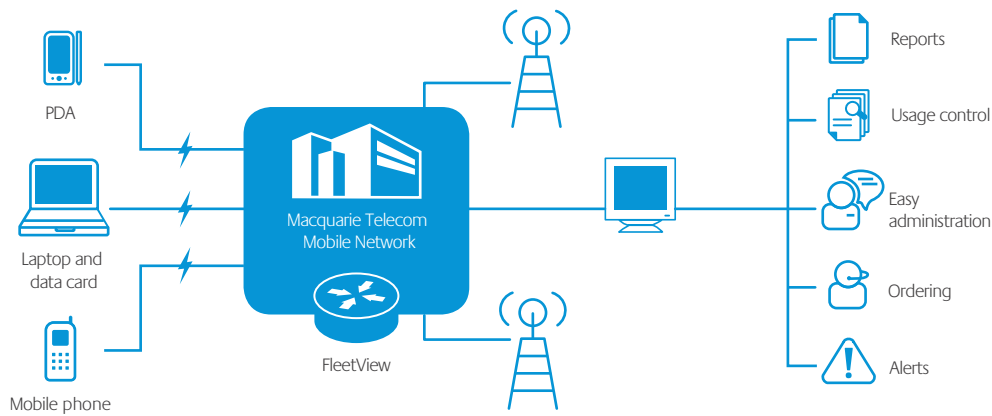 PDA
Laptop and
data card
Mobile phone
Macquarie Telecom
Mobile Network
FleetView
Reports
Usage control
Easy
administration
Ordering
Alerts